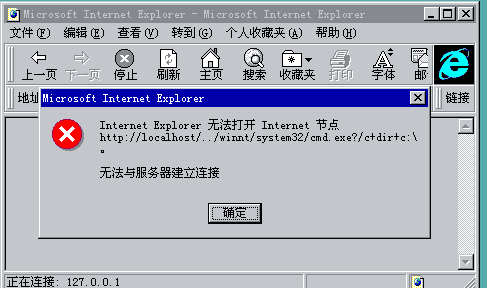 Microsoft Internet Explorer - Microsoft Internet Explorer
文件(F) 编辑(E) 查看(V) 转到(G) 个人收藏夹(A) 帮助(H)
上一页 下一页 停止 刷新 主页 搜索 收藏夹 打印 字体 邮
地址 链接
Microsoft Internet Explorer
Internet Explorer 无法打开 Internet 节点
http://localhost/../winnt/system32/cmd.exe?/c+dir+c:\
。
无法与服务器建立连接
确定
正在连接: 127.0.0.1